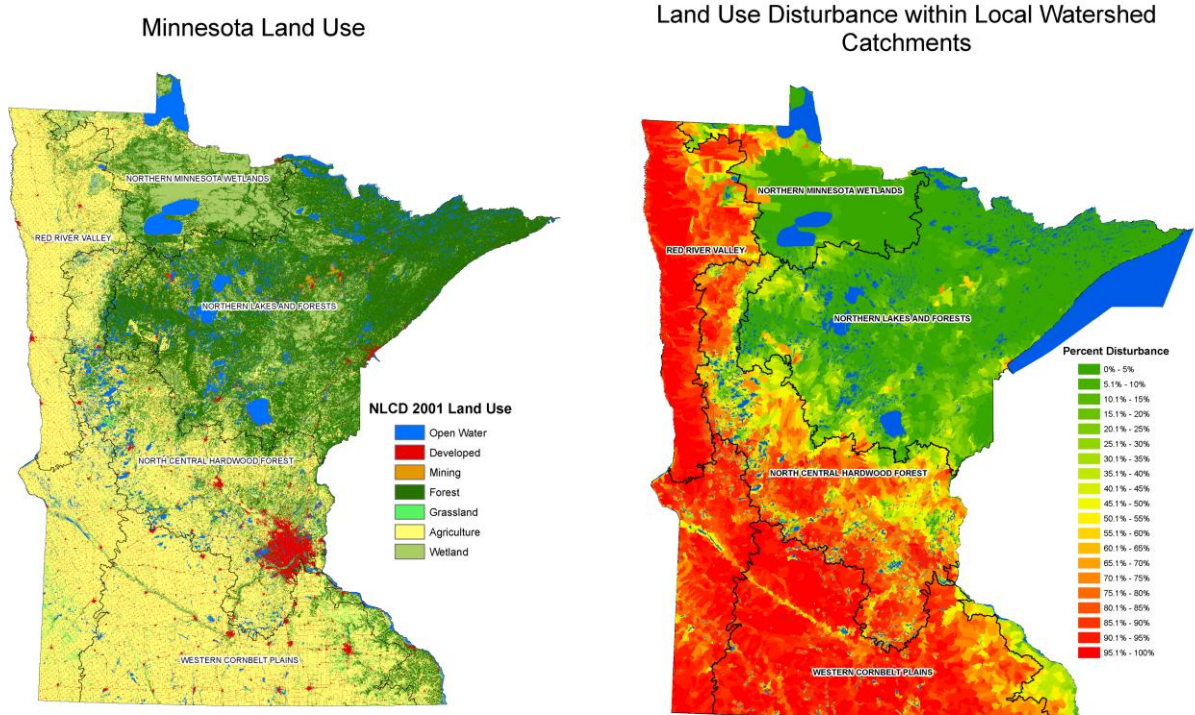 Minnesota Land Use
NORTHERN MINNESOTA WETLANDS
RED RIVER VALLEY
NORTHERN LAKES AND FORESTS
NORTH CENTRAL HARDWOOD FOREST
WESTERN CORNBELT PLAINS
NLCD 2001 Land Use
Open Water
Developed
Mining
Forest
Grassland
Agriculture
Wetland
Land Use Disturbance within Local Watershed
Catchments
NORTHERN MINNESOTA WETLANDS
RED RIVER VALLEY
NORTHERN LAKES AND FORESTS
NORTH CENTRAL HARDWOOD FOREST
WESTERN CORNBELT PLAINS
Percent Disturbance
0% - 5%
5.1% - 10%
10.1% - 15%
15.1% - 20%
20.1% - 25%
25.1% - 30%
30.1% - 35%
35.1% - 40%
40.1% - 45%
45.1% - 50%
50.1% - 55%
55.1% - 60%
60.1% - 65%
65.1% - 70%
70.1% - 75%
75.1% - 80%
80.1% - 85%
85.1% - 90%
90.1% - 95%
95.1% - 100%